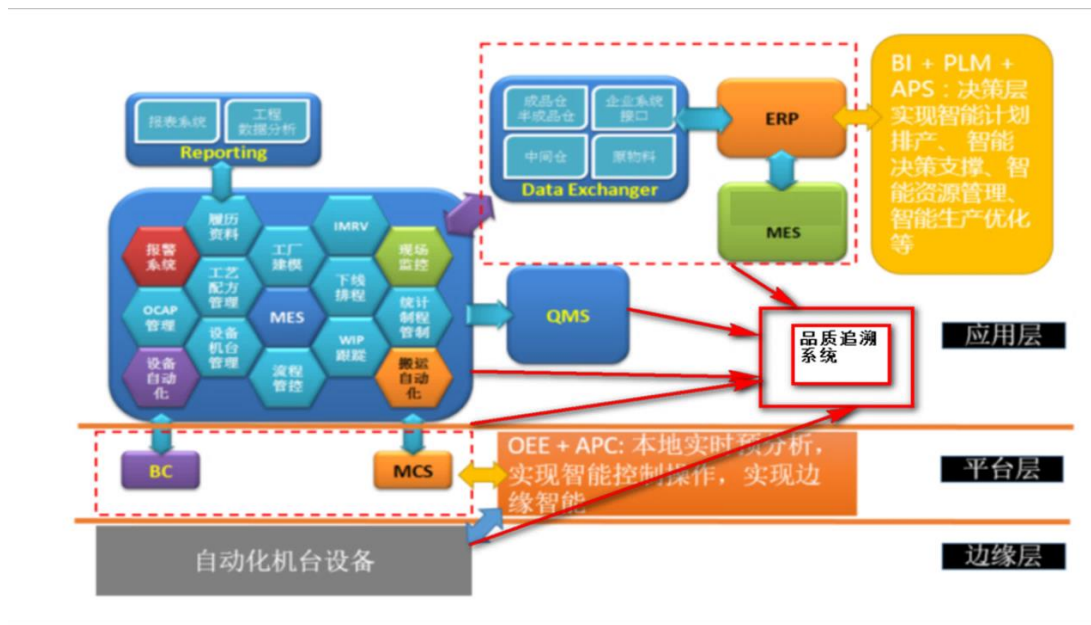 报表系统
工程
数据分析
Reporting
成品仓
半成品仓
企业系统
接口
中间仓
原物料
Data Exchanger
ERP
MES
BI + PLM +
APS：决策层
实现智能计划
排产、 智能
决策支撑、智
能资源管理、
智能生产优化
等
履历
资料
IMRV
报警
系统
工厂
建模
现场
监控
工艺
配方
管理
下线
排程
OCAP
管理
MES
统计
制程
管制
设备
机台
管理
WIP
跟踪
设备
自动
化
流程
管控
搬运
自动
化
QMS
品质追溯
系统
应用层
BC
MCS
OEE + APC: 本地实时预分析，
实现智能控制操作，实现边
缘智能
平台层
自动化机台设备
边缘层